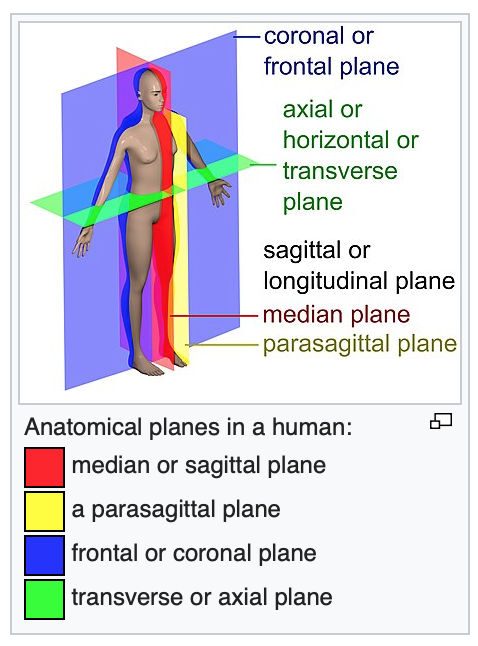 coronal or
frontal plane
axial or
horizontal or
transverse
plane
sagittal or
longitudinal plane
median plane
parasagittal plane
Anatomical planes in a human:
median or sagittal plane
a parasagittal plane
frontal or coronal plane
transverse or axial plane